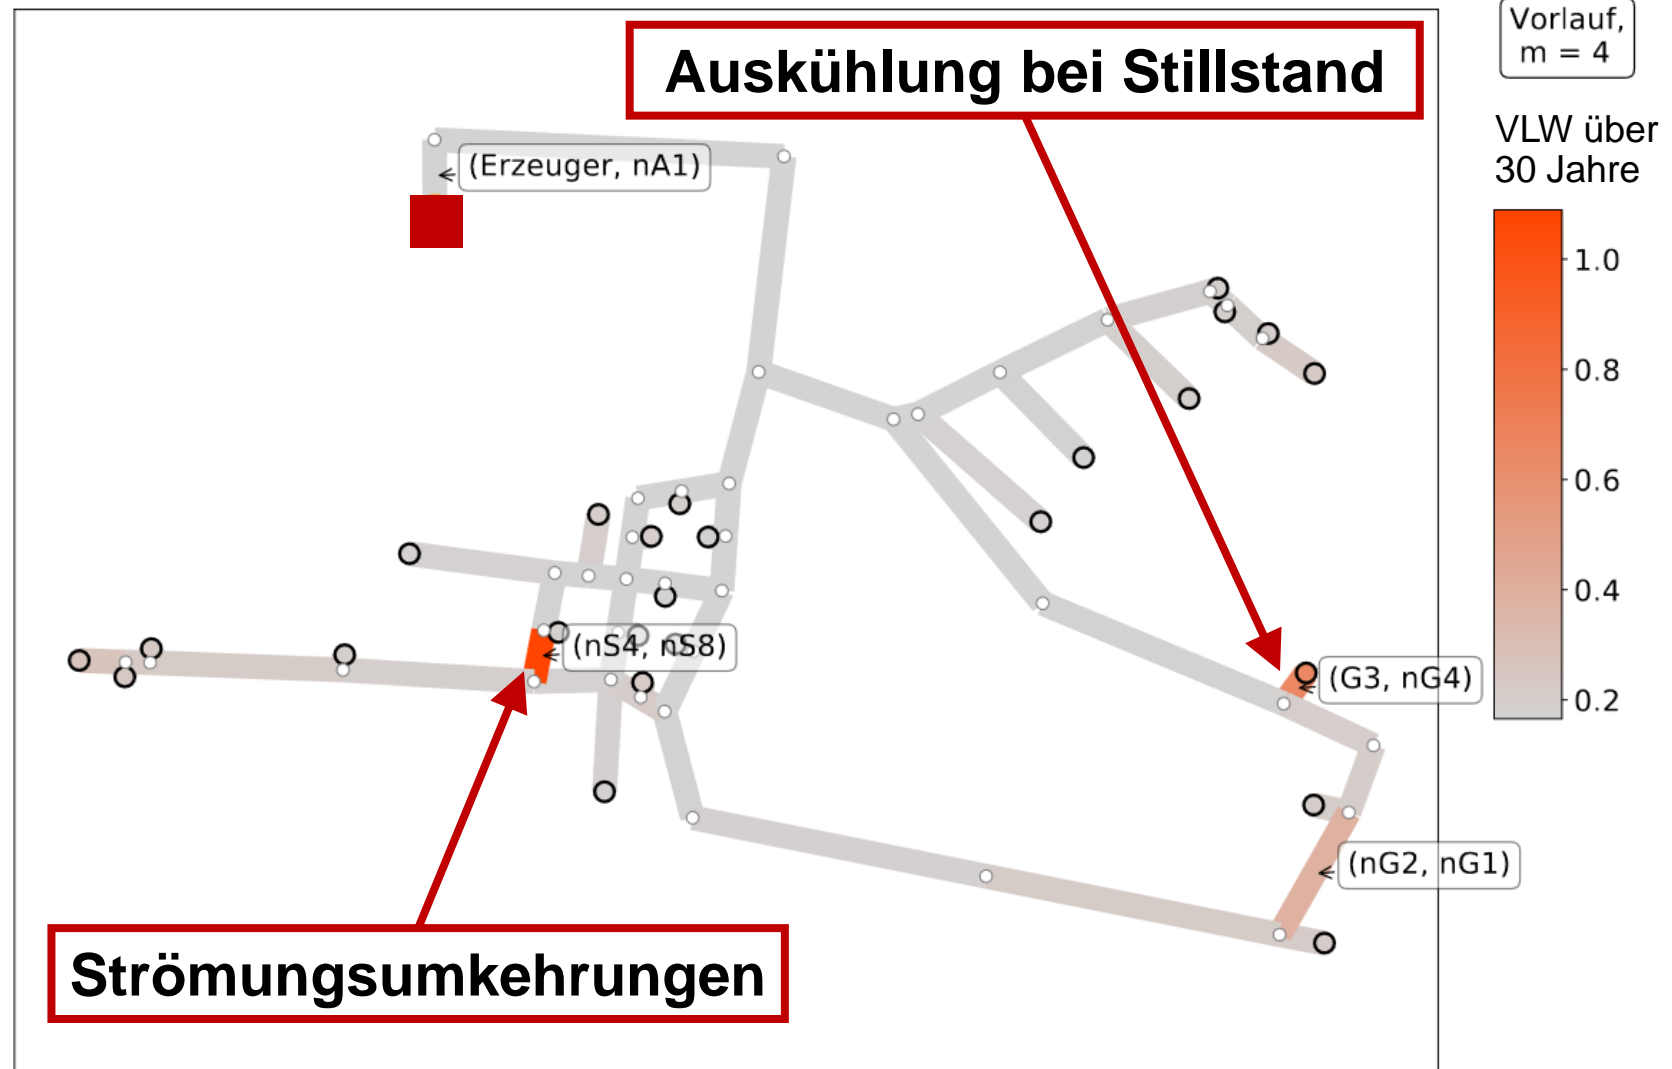 Auskühlung bei Stillstand
Vorlauf,
m = 4
VLW über
30 Jahre
(Erzeuger, nA1)
1.0
0.8
0.6
0.4
0.2
(nS4, nS8)
(G3, nG4)
(nG2, nG1)
Strömungsumkehrungen